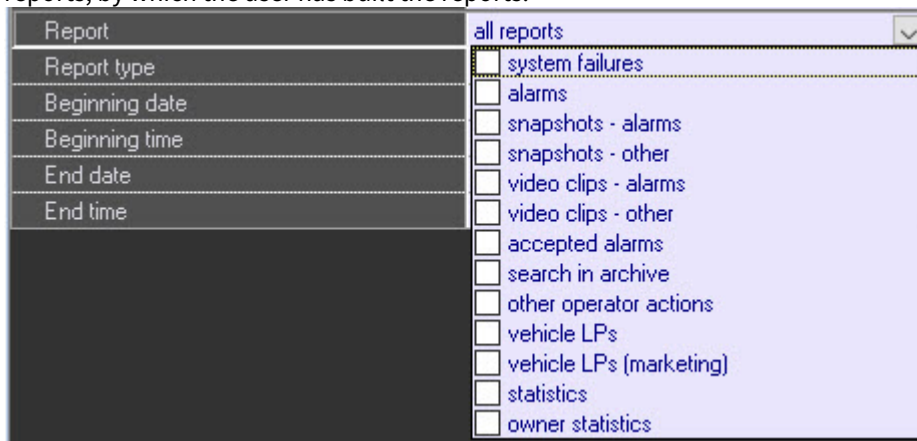 reports, by which the user has built the reports.
Report
all reports
Report type
system failures
alarms
Beginning date
snapshots - alarms
Beginning time
snapshots - other
End date
video clips - alarms
End time
video clips - other
accepted alarms
search in archive
other operator actions
vehicle LPs
vehicle LPs (marketing)
statistics
owner statistics